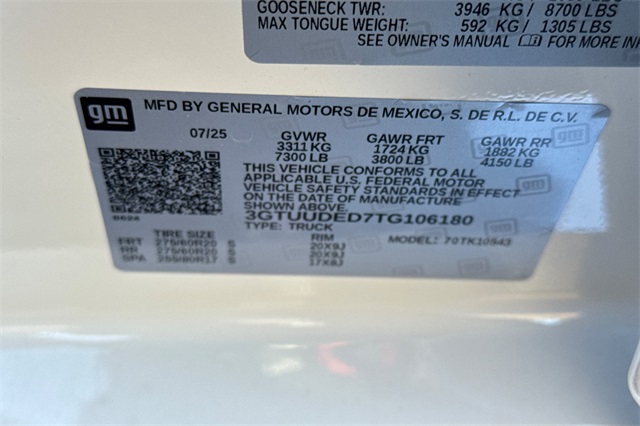 GOOSENECK TWR: 3946 KG/ 8700 LBS
MAX TONGUE WEIGHT: 592 KG / 1305 LBS
SEE OWNER'S MANUAL FOR MORE
gm MFD BY GENERAL MOTORS DE MEXICO, S. DE R.L. DE C.V.
07/25 GVWR GAWR FRT GAWR RR
3311 KG 1724 KG 1882 KG
7300 LB 3800 LB 4150 LB
THIS VEHICLE CONFORMS TO ALL
APPLICABLE U.S. FEDERAL MOTOR
VEHICLE SAFETY STANDARDS IN EFFECT
ON THE DATE OF MANUFACTURE
SHOWN ABOVE.
3GTUUDED7TG106180
TYPE: TRUCK
MODEL: 70TK10543
TIRE SIZE RIM
FRT 275/60R20 S 20X9J
RR 275/60R20 S 20X9J
SPA 255/80R17 S 17X8J